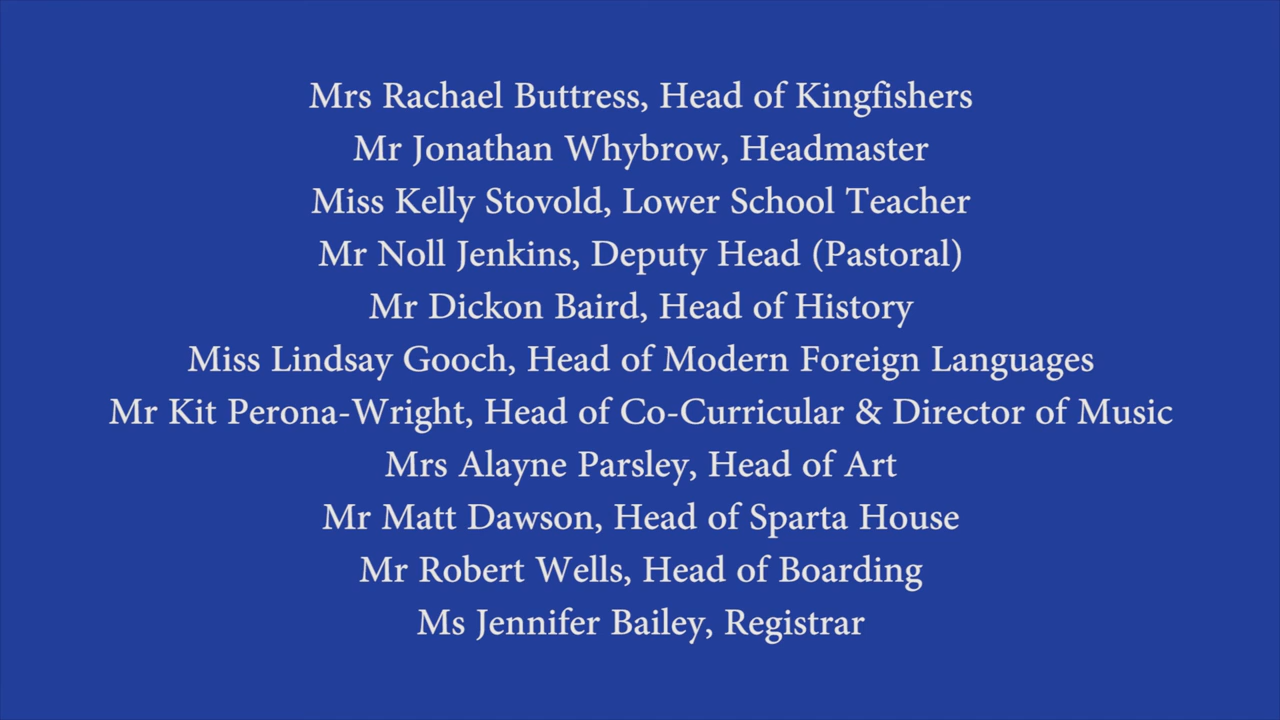 Mrs Rachael Buttress, Head of Kingfishers
Mr Jonathan Whybrow, Headmaster
Miss Kelly Stovold, Lower School Teacher
Mr Noll Jenkins, Deputy Head (Pastoral)
Mr Dickon Baird, Head of History
Miss Lindsay Gooch, Head of Modern Foreign Languages
Mr Kit Perona-Wright, Head of Co-Curricular & Director of Music
Mrs Alayne Parsley, Head of Art
Mr Matt Dawson, Head of Sparta House
Mr Robert Wells, Head of Boarding
Ms Jennifer Bailey, Registrar